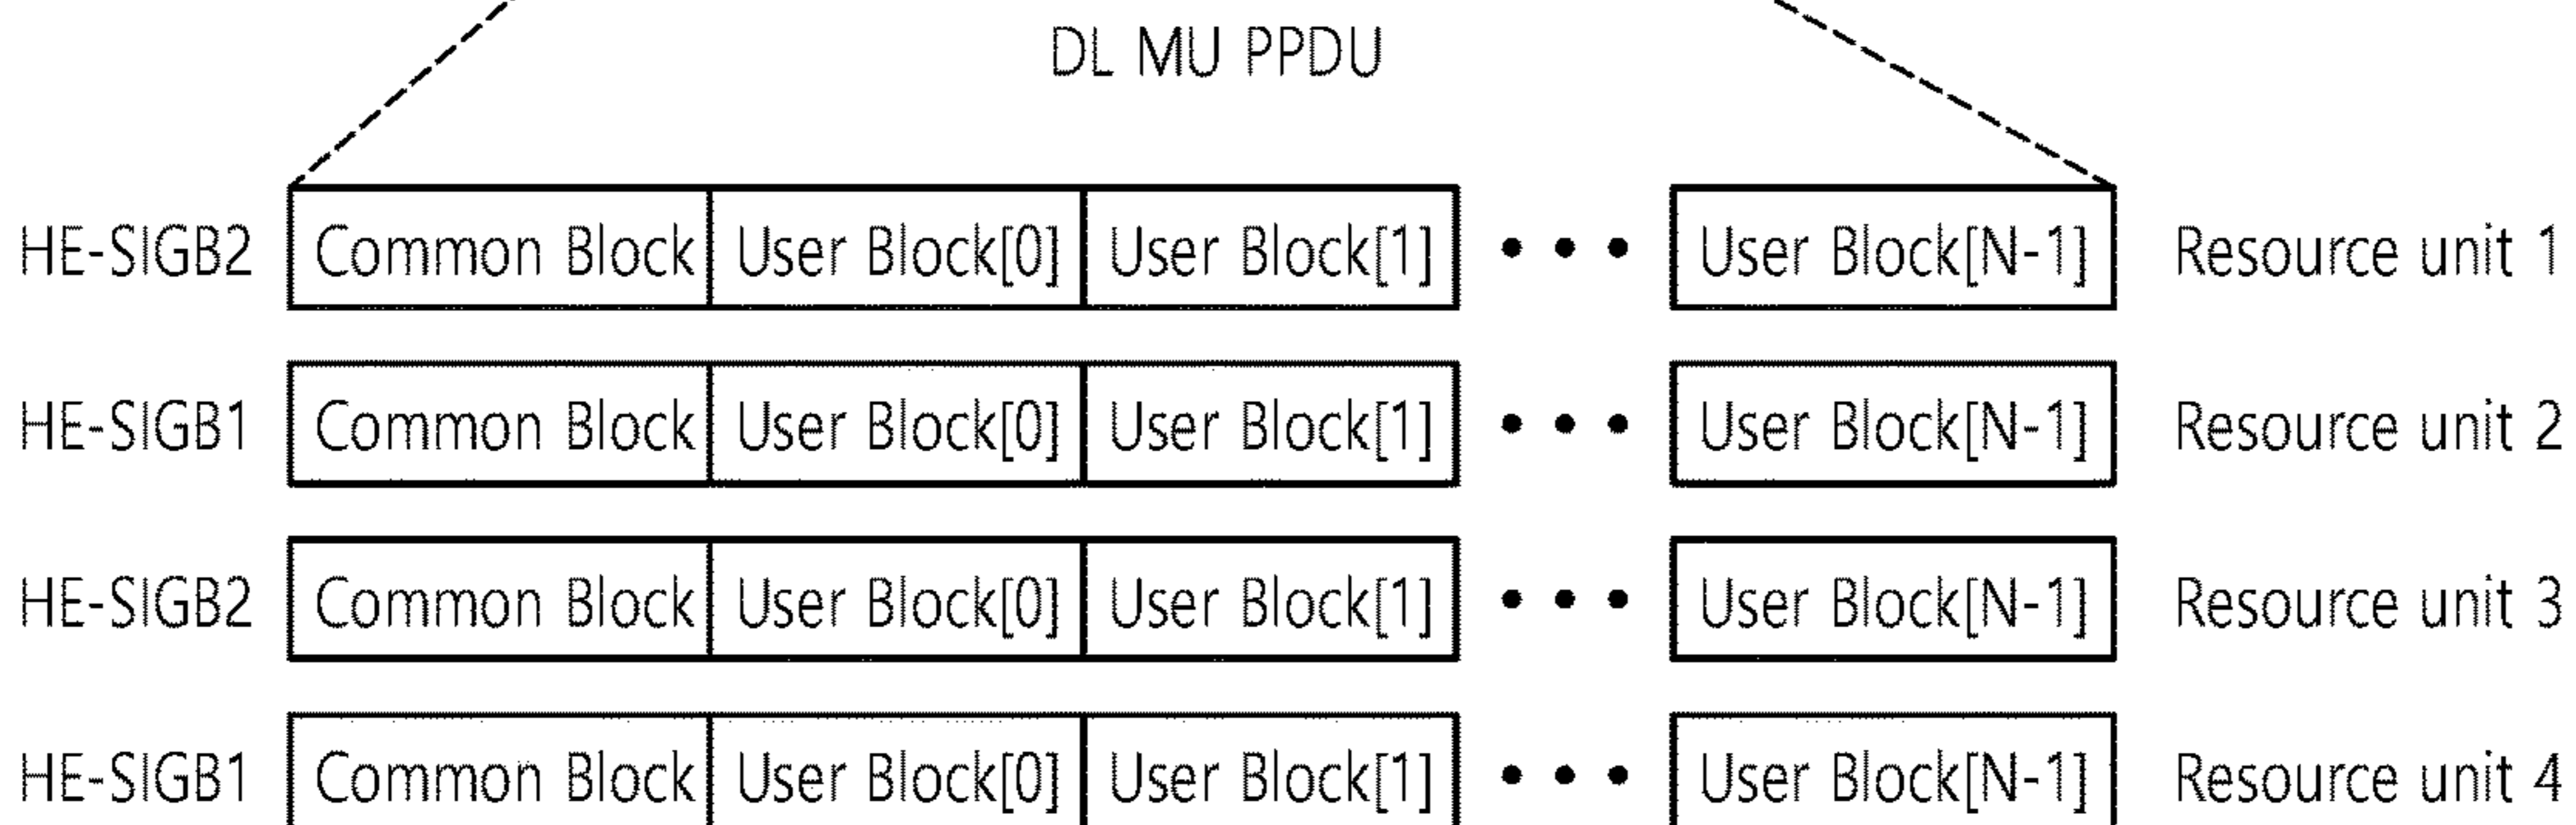 DL MU PPDU
HE-SIGB2 Common Block User Block[0] User Block[1] • • • User Block[N-1] Resource unit 1
HE-SIGB1 Common Block User Block[0] User Block[1] • • • User Block[N-1] Resource unit 2
HE-SIGB2 Common Block User Block[0] User Block[1] • • • User Block[N-1] Resource unit 3
HE-SIGB1 Common Block User Block[0] User Block[1] • • • User Block[N-1] Resource unit 4